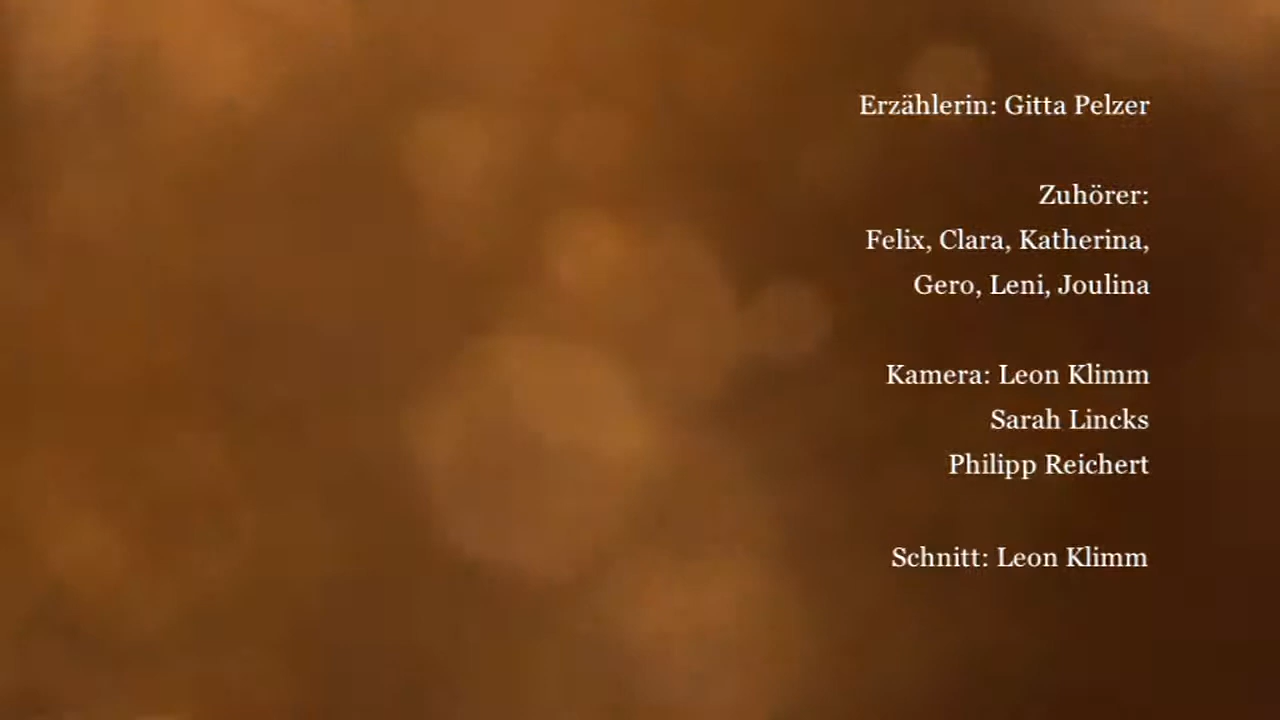 Erzählerin: Gitta Pelzer
Zuhörer:
Felix, Clara, Katherina,
Gero, Leni, Joulina
Kamera: Leon Klimm
Sarah Lincks
Philipp Reichert
Schnitt: Leon Klimm